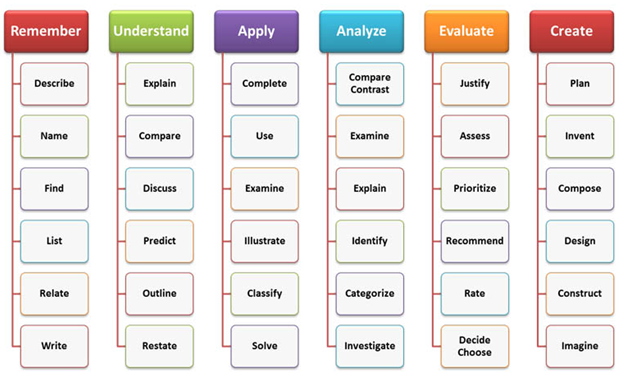 Remember
Describe
Name
Find
List
Relate
Write
Understand
Explain
Compare
Discuss
Predict
Outline
Restate
Apply
Complete
Use
Examine
Illustrate
Classify
Solve
Analyze
Compare
Contrast
Examine
Explain
Identify
Categorize
Investigate
Evaluate
Justify
Assess
Prioritize
Recommend
Rate
Decide
Choose
Create
Plan
Invent
Compose
Design
Construct
Imagine